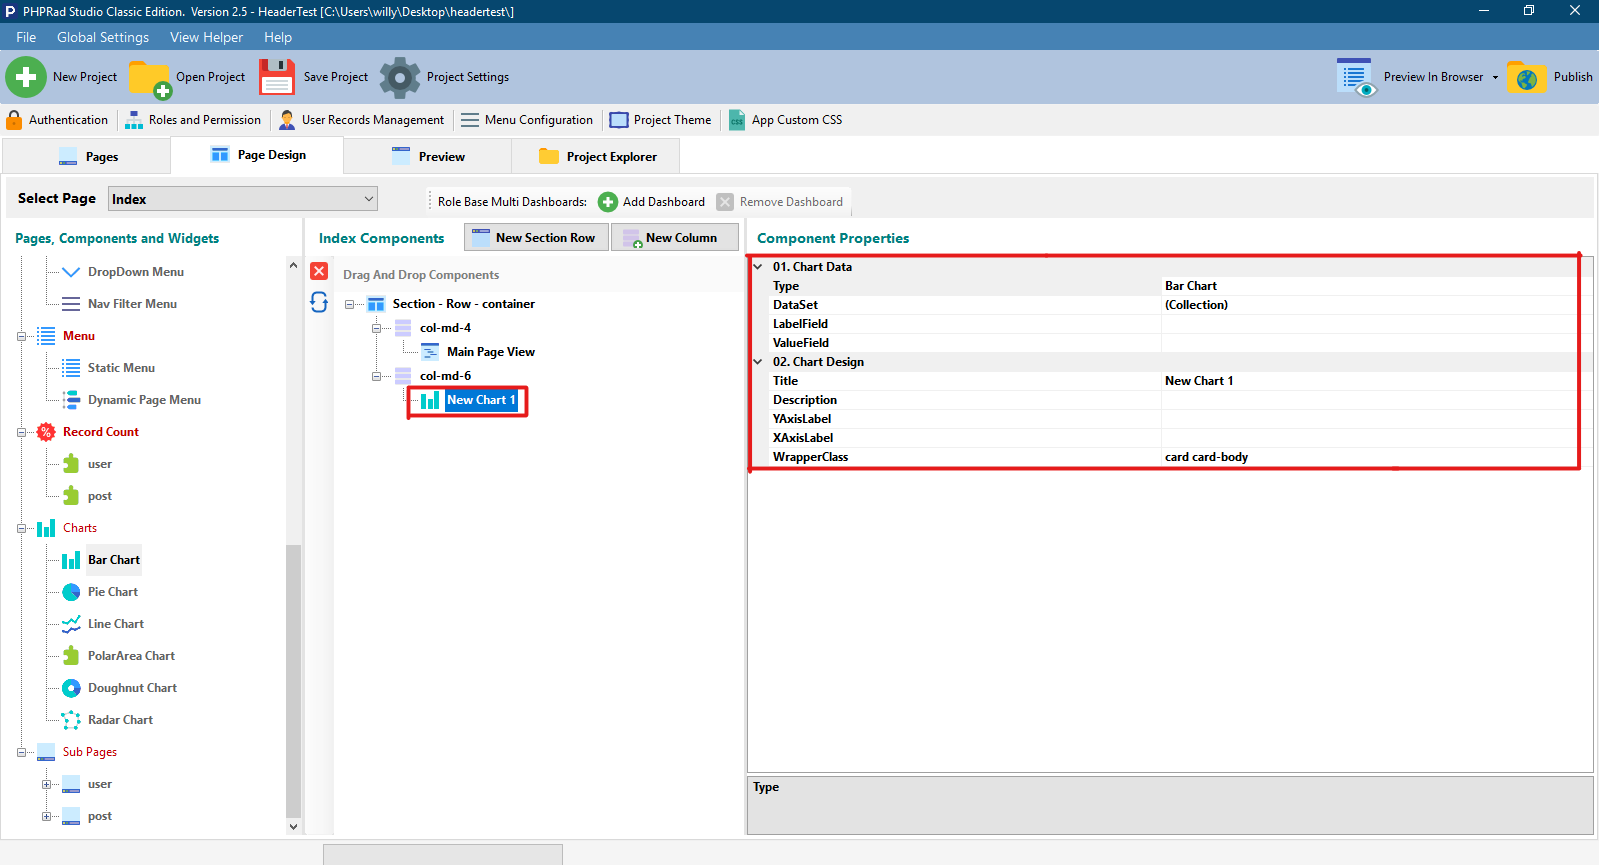 PHPRad Studio Classic Edition.  Version 2.5 - HeaderTest [C:\Users\willy\Desktop\headertest\]
File Global Settings View Helper Help
New Project Open Project Save Project Project Settings Preview In Browser Publish
Authentication Roles and Permission User Records Management Menu Configuration Project Theme CSS App Custom CSS
Pages Page Design Preview Project Explorer
Select Page Index Role Base Multi Dashboards: Add Dashboard Remove Dashboard
Pages, Components and Widgets
DropDown Menu
Nav Filter Menu
Menu
Static Menu
Dynamic Page Menu
Record Count
user
post
Charts
Bar Chart
Pie Chart
Line Chart
PolarArea Chart
Doughnut Chart
Radar Chart
Sub Pages
user
post
Index Components New Section Row New Column
Drag And Drop Components
Section - Row - container
col-md-4
Main Page View
col-md-6
New Chart 1
Component Properties
01. Chart Data
Type Bar Chart
DataSet (Collection)
LabelField
ValueField
02. Chart Design
Title New Chart 1
Description
YAxisLabel
XAxisLabel
WrapperClass card card-body
Type